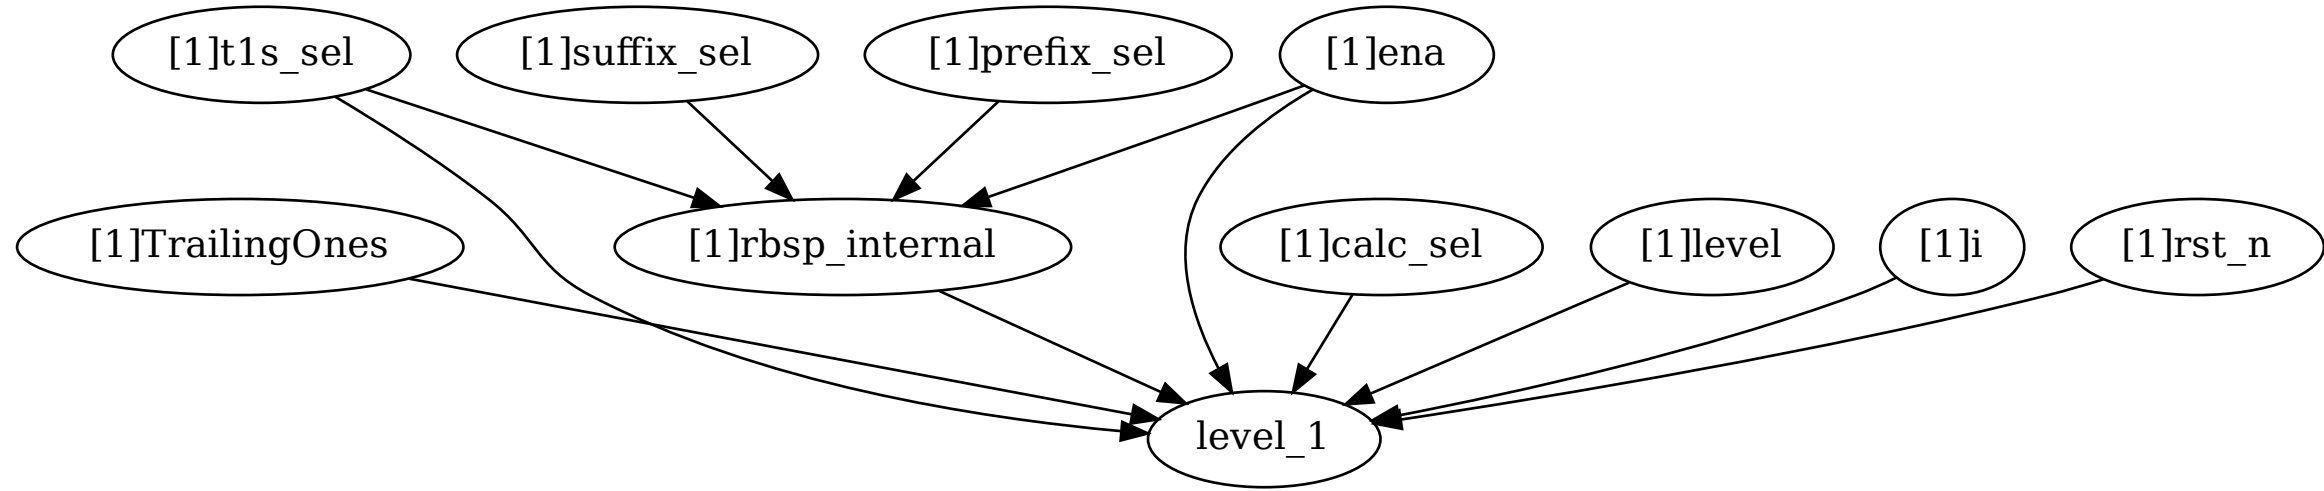 [1]t1s_sel
[1]suffix_sel
[1]prefix_sel
[1]ena
[1]TrailingOnes
[1]rbsp_internal
[1]calc_sel
[1]level
[1]i
[1]rst_n
level_1